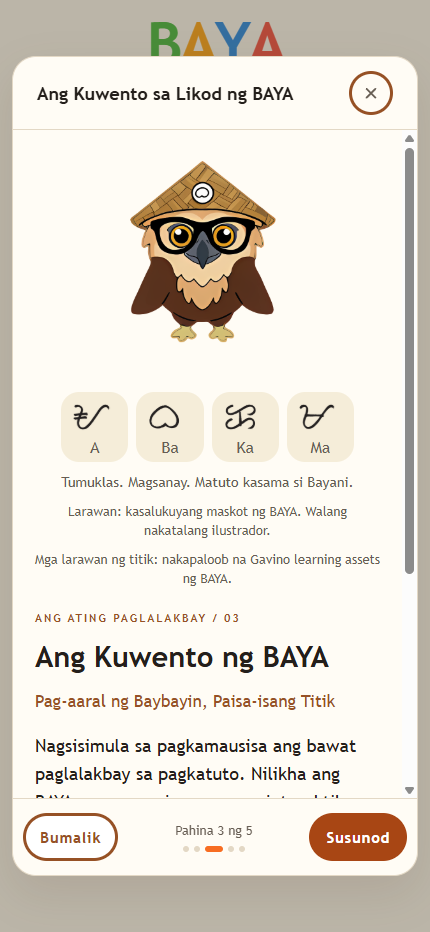 BAYA
Ang Kuwento sa Likod ng BAYA
ᜀ ᜊ ᜃ ᜋ
A Ba Ka Ma
Tumuklas. Magsanay. Matuto kasama si Bayani.
Larawan: kasalukuyang maskot ng BAYA. Walang
nakatalang ilustrador.
Mga larawan ng titik: nakapaloob na Gavino learning assets
ng BAYA.
ANG ATING PAGLALAKBAY / 03
Ang Kuwento ng BAYA
Pag-aaral ng Baybayin, Paisa-isang Titik
Nagsisimula sa pagkamausisa ang bawat
paglalakbay sa pagkatuto. Nilikha ang
Bumalik
Pahina 3 ng 5
Susunod